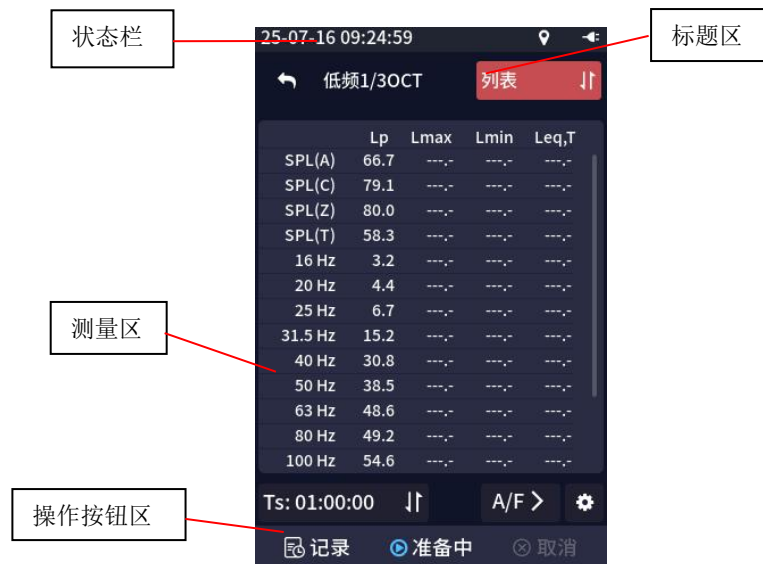 状态栏
标题区
25-07-16 09:24:59
低频1/3OCT 列表
Lp Lmax Lmin Leq,T
SPL(A) 66.7 ---.- ---.- ---.-
SPL(C) 79.1 ---.- ---.- ---.-
SPL(Z) 80.0 ---.- ---.- ---.-
SPL(T) 58.3 ---.- ---.- ---.-
16 Hz 3.2 ---.- ---.- ---.-
20 Hz 4.4 ---.- ---.- ---.-
25 Hz 6.7 ---.- ---.- ---.-
31.5 Hz 15.2 ---.- ---.- ---.-
40 Hz 30.8 ---.- ---.- ---.-
50 Hz 38.5 ---.- ---.- ---.-
63 Hz 48.6 ---.- ---.- ---.-
80 Hz 49.2 ---.- ---.- ---.-
100 Hz 54.6 ---.- ---.- ---.-
测量区
Ts: 01:00:00 A/F >
操作按钮区
记录 准备中 取消